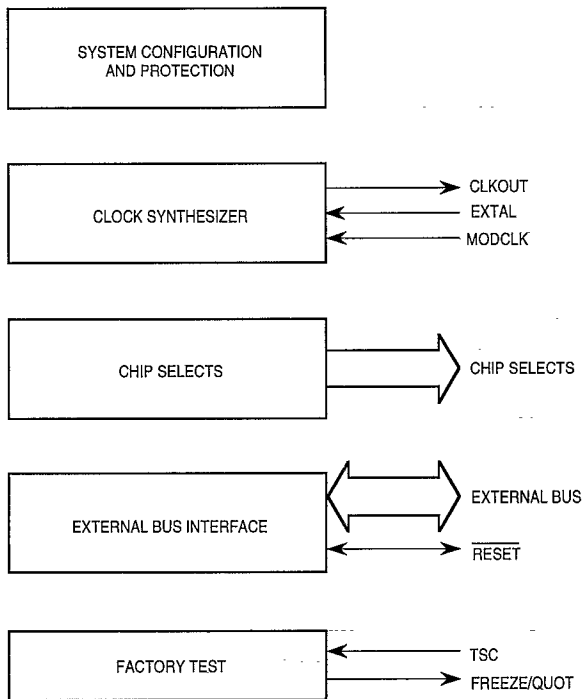 SYSTEM CONFIGURATION
AND PROTECTION
CLOCK SYNTHESIZER
CLKOUT
EXTAL
MODCLK
CHIP SELECTS
CHIP SELECTS
EXTERNAL BUS INTERFACE
EXTERNAL BUS
RESET
FACTORY TEST
TSC
FREEZE/QUOT